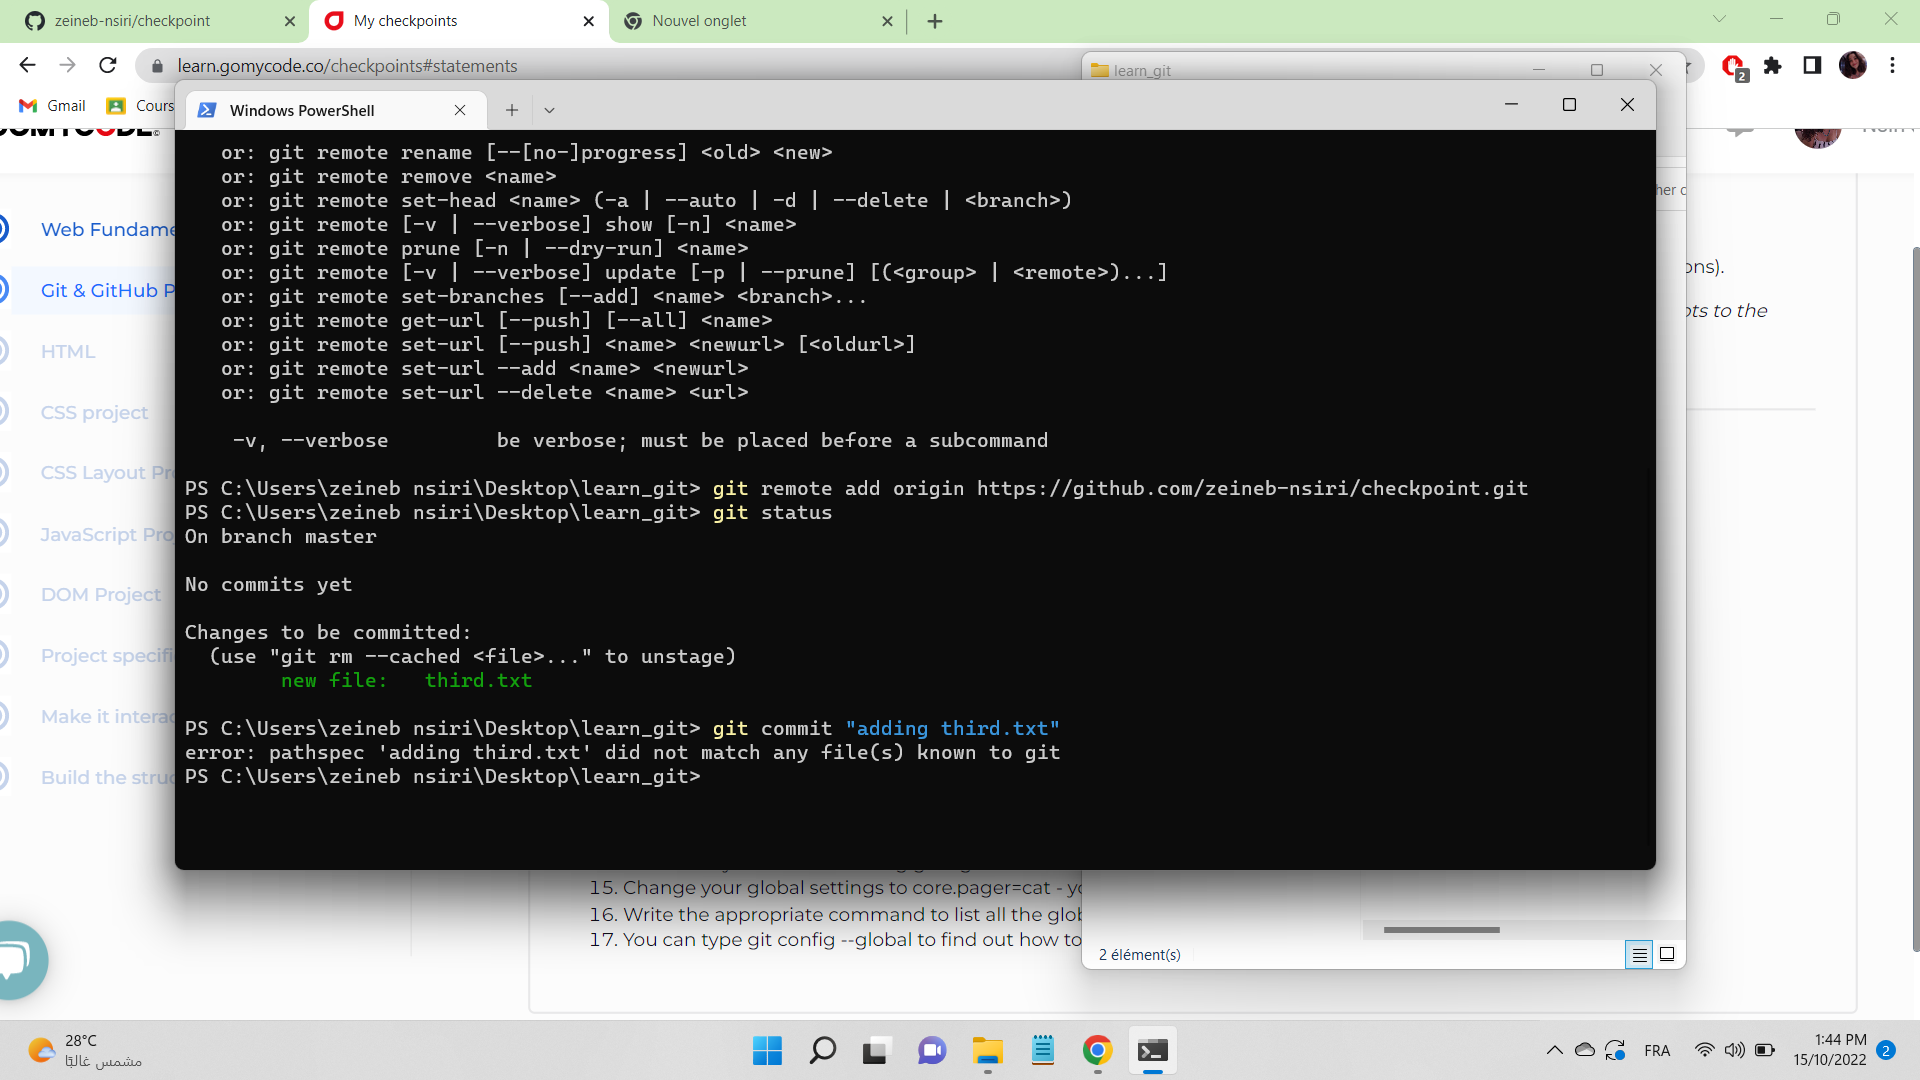 zeineb-nsiri/checkpoint
My checkpoints
Nouvel onglet
learn.gomycode.co/checkpoints#statements
learn_git
2
Gmail
Cours
Windows PowerShell
or: git remote rename [--[no-]progress] <old> <new>
or: git remote remove <name>
or: git remote set-head <name> (-a | --auto | -d | --delete | <branch>)
or: git remote [-v | --verbose] show [-n] <name>
or: git remote prune [-n | --dry-run] <name>
or: git remote [-v | --verbose] update [-p | --prune] [(<group> | <remote>)...]
or: git remote set-branches [--add] <name> <branch>...
or: git remote get-url [--push] [--all] <name>
or: git remote set-url [--push] <name> <newurl> [<oldurl>]
or: git remote set-url --add <name> <newurl>
or: git remote set-url --delete <name> <url>
-v, --verbose be verbose; must be placed before a subcommand
PS C:\Users\zeineb nsiri\Desktop\learn_git> git remote add origin https://github.com/zeineb-nsiri/checkpoint.git
PS C:\Users\zeineb nsiri\Desktop\learn_git> git status
On branch master
No commits yet
Changes to be committed:
(use "git rm --cached <file>..." to unstage)
new file: third.txt
PS C:\Users\zeineb nsiri\Desktop\learn_git> git commit "adding third.txt"
error: pathspec 'adding third.txt' did not match any file(s) known to git
PS C:\Users\zeineb nsiri\Desktop\learn_git>
Web Fundame
Git & GitHub P
HTML
CSS project
CSS Layout Pr
JavaScript Pro
DOM Project
Project specifi
Make it intera
Build the stru
ons).
ots to the
15. Change your global settings to core.pager=cat - yo
16. Write the appropriate command to list all the glob
17. You can type git config --global to find out how to
2 élément(s)
28°C
مشمس غالبًا
FRA
1:44 PM
15/10/2022
2